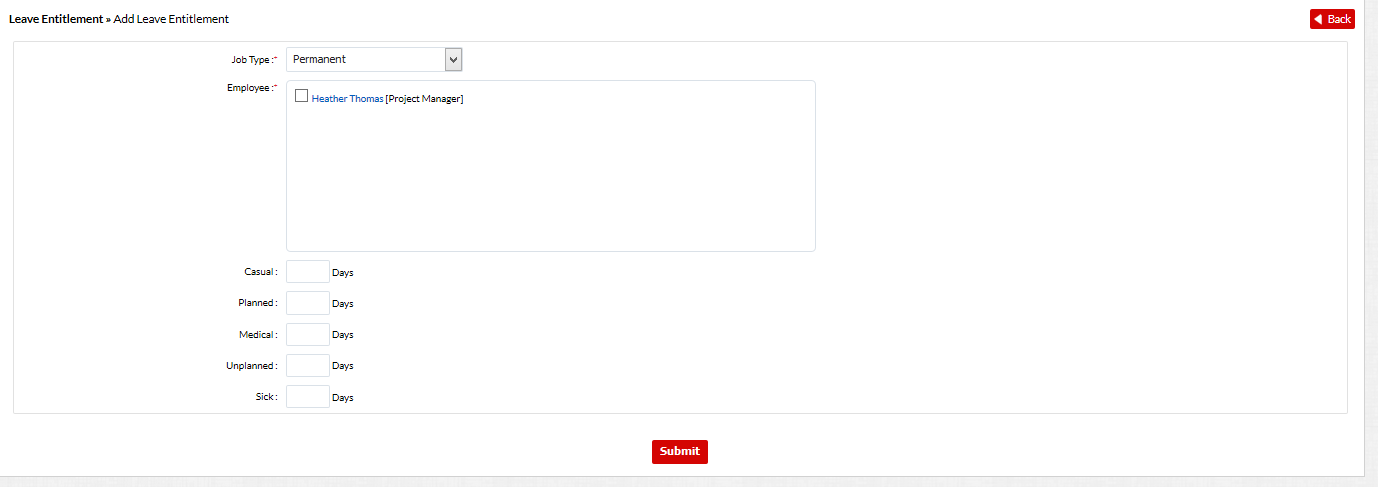 Leave Entitlement » Add Leave Entitlement
Back
Job Type :*
Permanent
Employee :*
Heather Thomas [Project Manager]
Casual : Days
Planned : Days
Medical : Days
Unplanned : Days
Sick : Days
Submit